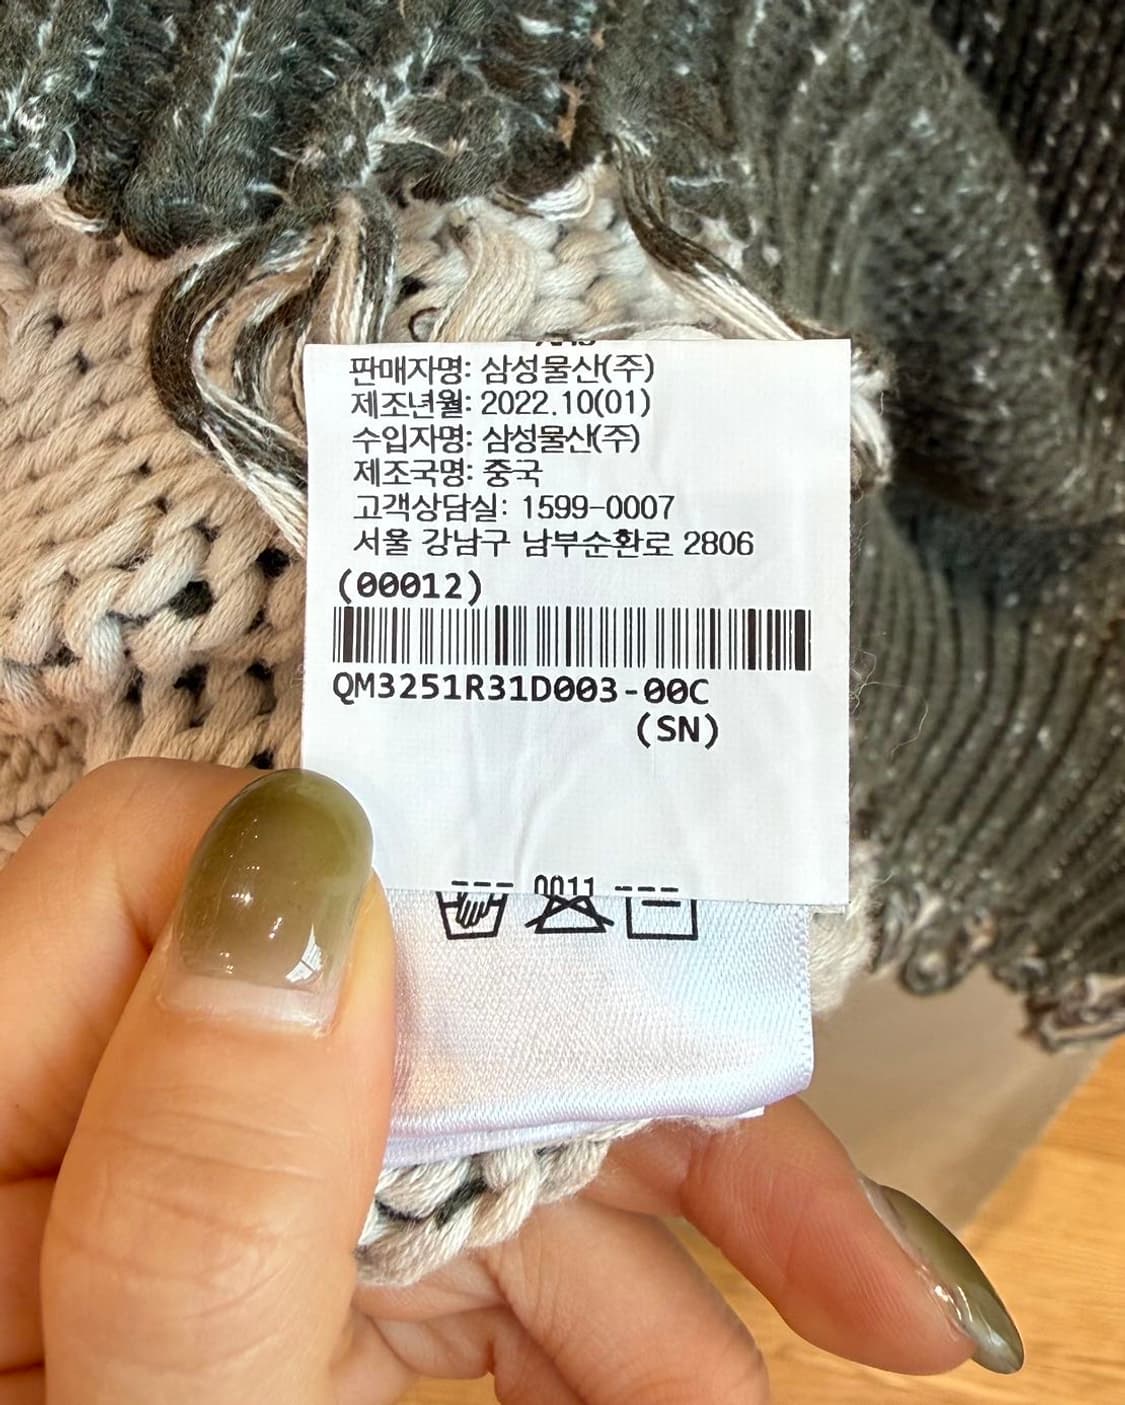 판매자명: 삼성물산(주)
제조년월: 2022.10(01)
수입자명: 삼성물산(주)
제조국명: 중국
고객상담실: 1599-0007
서울 강남구 남부순환로 2806
(00012)
QM3251R31D003-00C
(SN)
0011